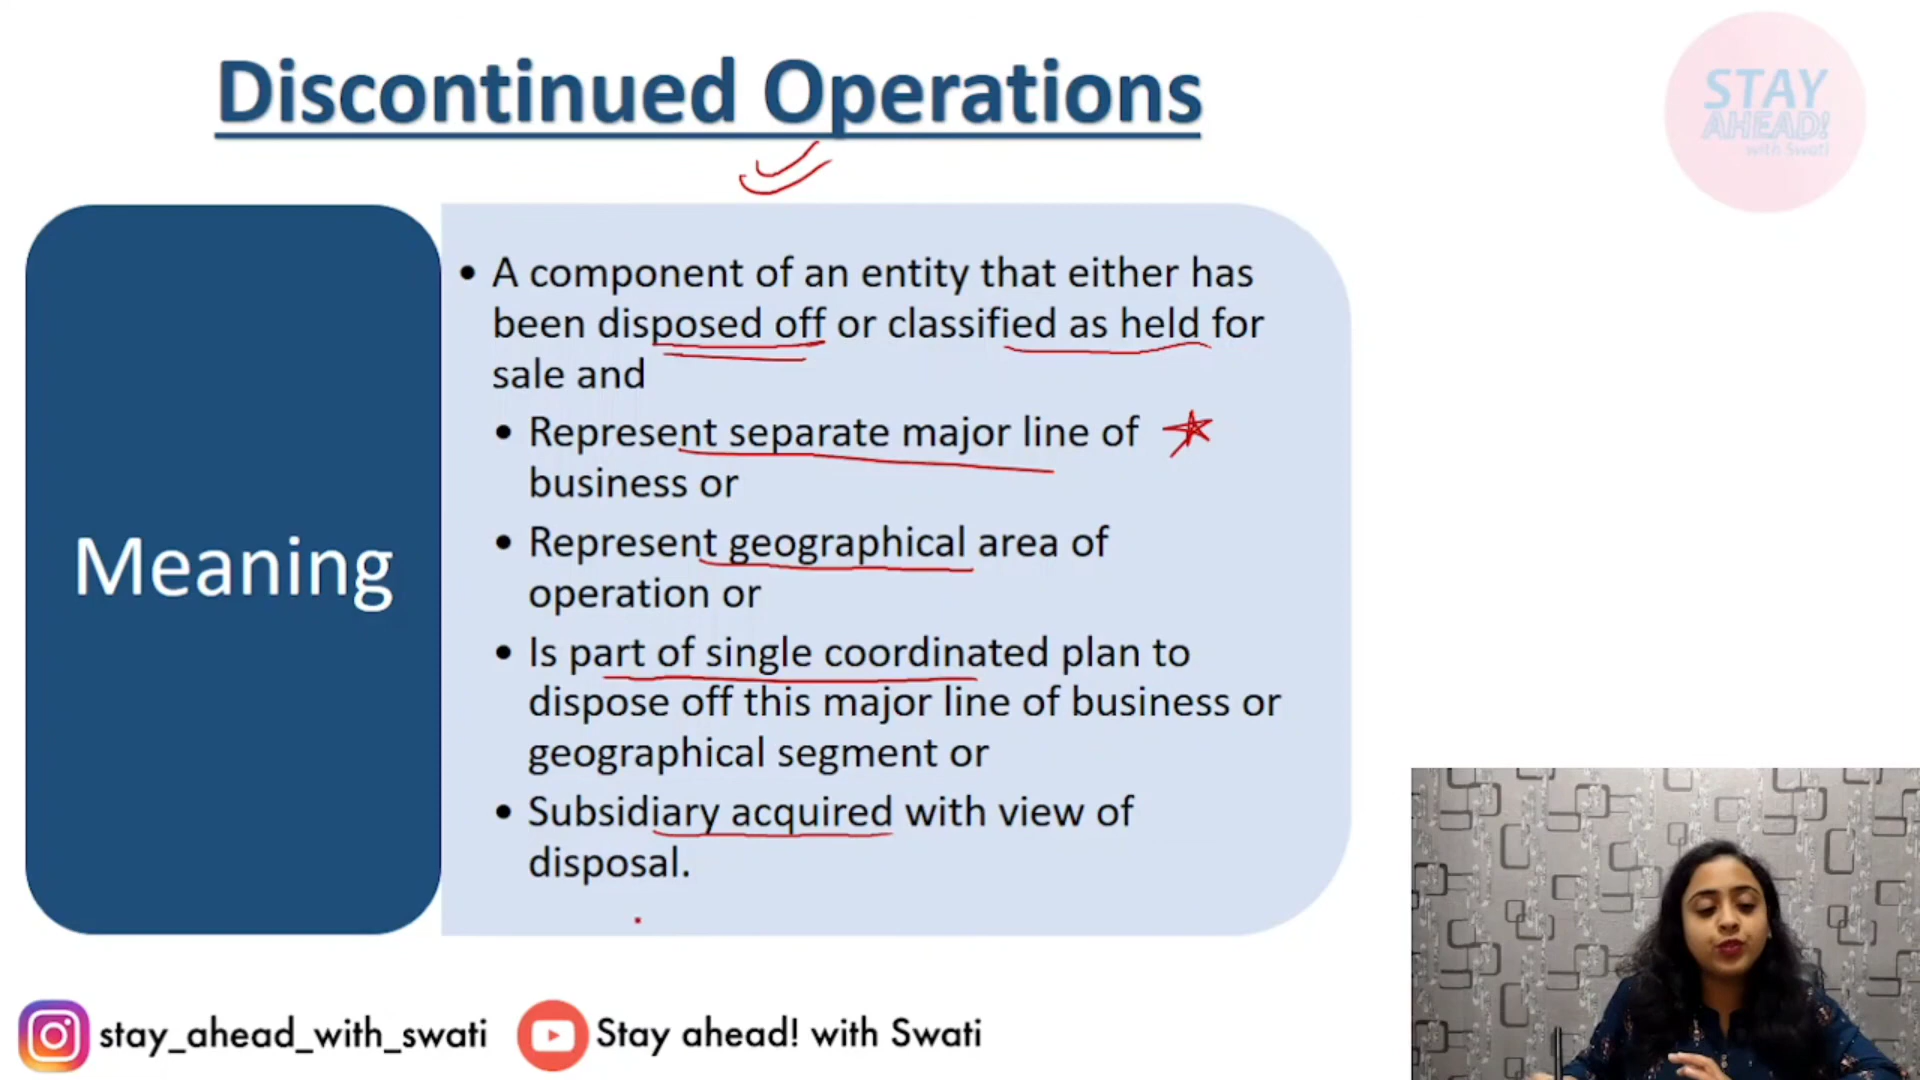 Discontinued Operations
STAY
AHEAD!
with Swati
Meaning
• A component of an entity that either has
been disposed off or classified as held for
sale and
• Represent separate major line of
business or
• Represent geographical area of
operation or
• Is part of single coordinated plan to
dispose off this major line of business or
geographical segment or
• Subsidiary acquired with view of
disposal.
stay_ahead_with_swati
Stay ahead! with Swati